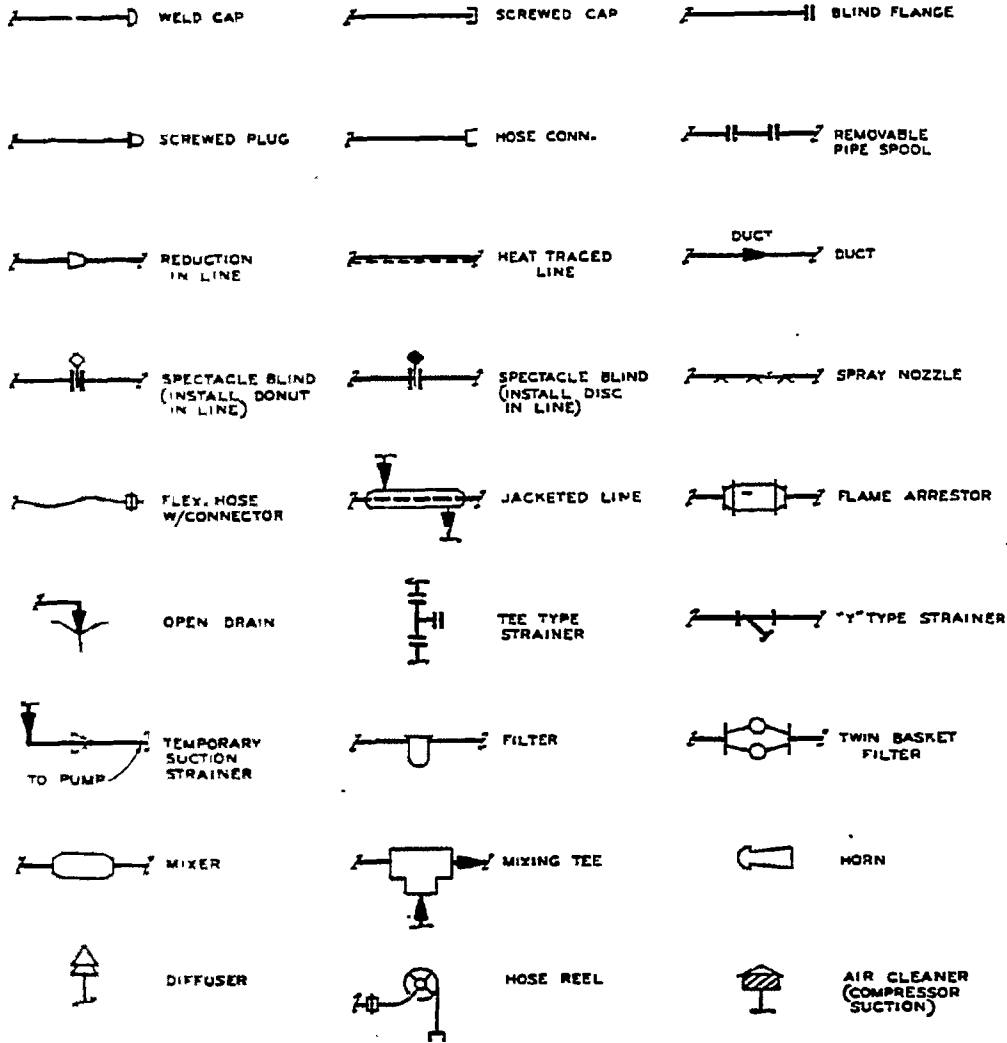 WELD CAP
SCREWED CAP
BLIND FLANGE
SCREWED PLUG
HOSE CONN.
REMOVABLE
PIPE SPOOL
REDUCTION
IN LINE
HEAT TRACED
LINE
DUCT
DUCT
SPECTACLE BLIND
(INSTALL DONUT
IN LINE)
SPECTACLE BLIND
(INSTALL DISC
IN LINE)
SPRAY NOZZLE
FLEX. HOSE
W/CONNECTOR
JACKETED LINE
FLAME ARRESTOR
OPEN DRAIN
TEE TYPE
STRAINER
"Y" TYPE STRAINER
TEMPORARY
SUCTION
STRAINER
TO PUMP
FILTER
TWIN BASKET
FILTER
MIXER
MIXING TEE
HORN
DIFFUSER
HOSE REEL
AIR CLEANER
(COMPRESSOR
SUCTION)